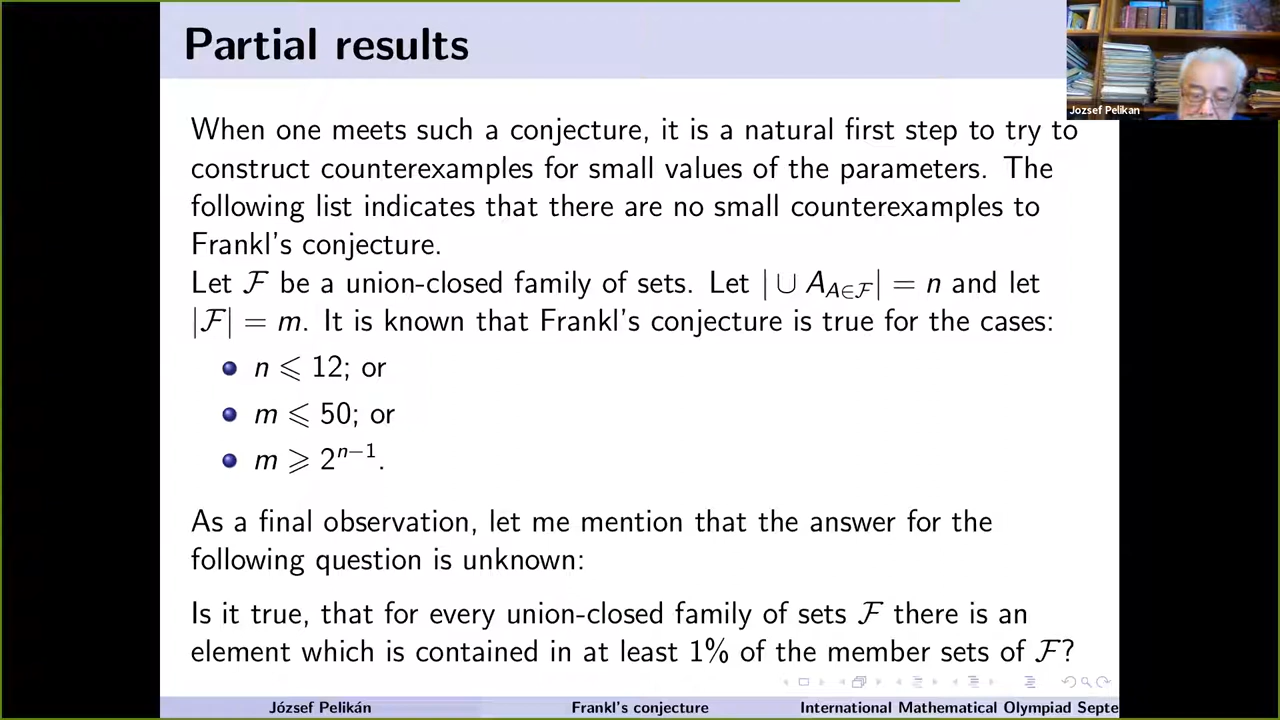 Partial results
Jozsef Pelikan
When one meets such a conjecture, it is a natural first step to try to
construct counterexamples for small values of the parameters. The
following list indicates that there are no small counterexamples to
Frankl's conjecture.
Let ℱ be a union-closed family of sets. Let |∪ A_{A∈ℱ}| = n and let
|ℱ| = m. It is known that Frankl's conjecture is true for the cases:
n ⩽ 12; or
m ⩽ 50; or
m ⩾ 2^{n−1}.
As a final observation, let me mention that the answer for the
following question is unknown:
Is it true, that for every union-closed family of sets ℱ there is an
element which is contained in at least 1% of the member sets of ℱ?
József Pelikán
Frankl's conjecture
International Mathematical Olympiad Septe